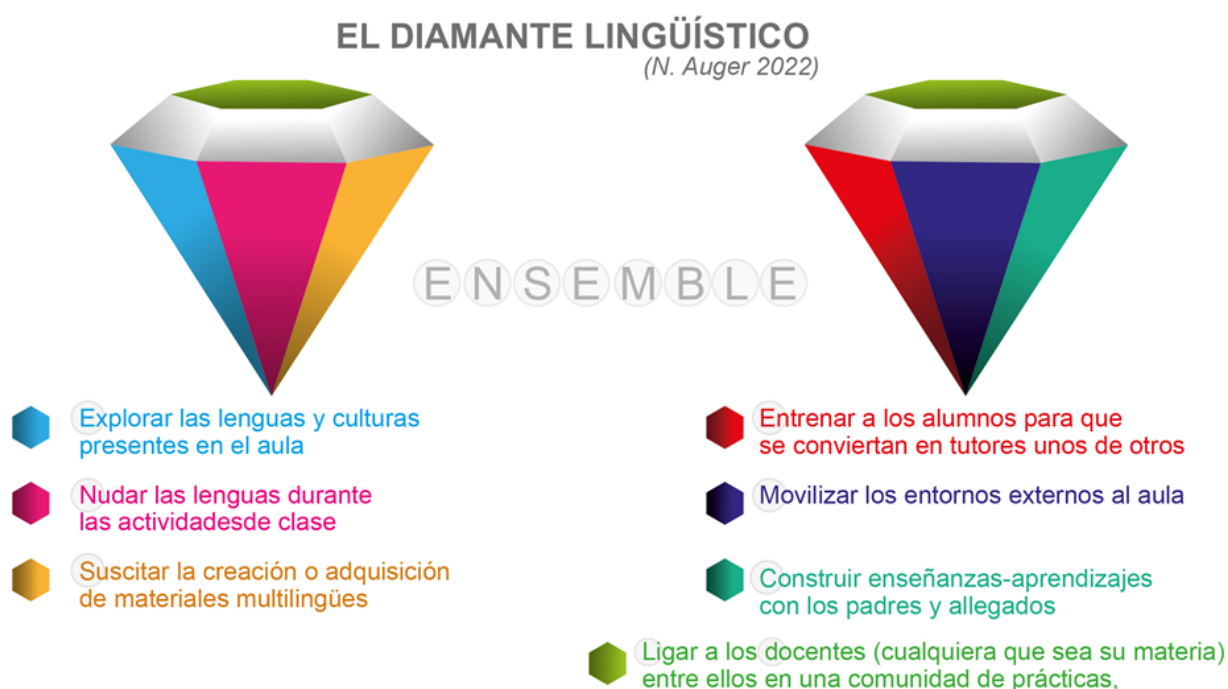 EL DIAMANTE LINGÜÍSTICO
(N. Auger 2022)
ENSEMBLE
Explorar las lenguas y culturas
presentes en el aula
Nudar las lenguas durante
las actividadesde clase
Suscitar la creación o adquisición
de materiales multilingües
Entrenar a los alumnos para que
se conviertan en tutores unos de otros
Movilizar los entornos externos al aula
Construir enseñanzas-aprendizajes
con los padres y allegados
Ligar a los docentes (cualquiera que sea su materia)
entre ellos en una comunidad de prácticas,